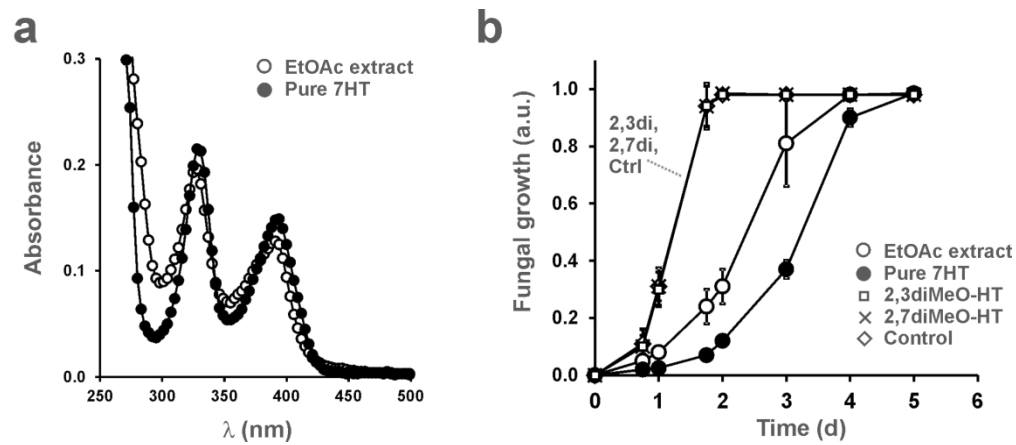 a
EtOAc extract
Pure 7HT
0.3
0.2
0.1
0.0
Absorbance
250
300
350
400
450
500
λ (nm)
b
1.0
0.8
0.6
0.4
0.2
0.0
Fungal growth (a.u.)
2,3di,
2,7di,
Ctrl
EtOAc extract
Pure 7HT
2,3diMeO-HT
2,7diMeO-HT
Control
0
1
2
3
4
5
6
Time (d)